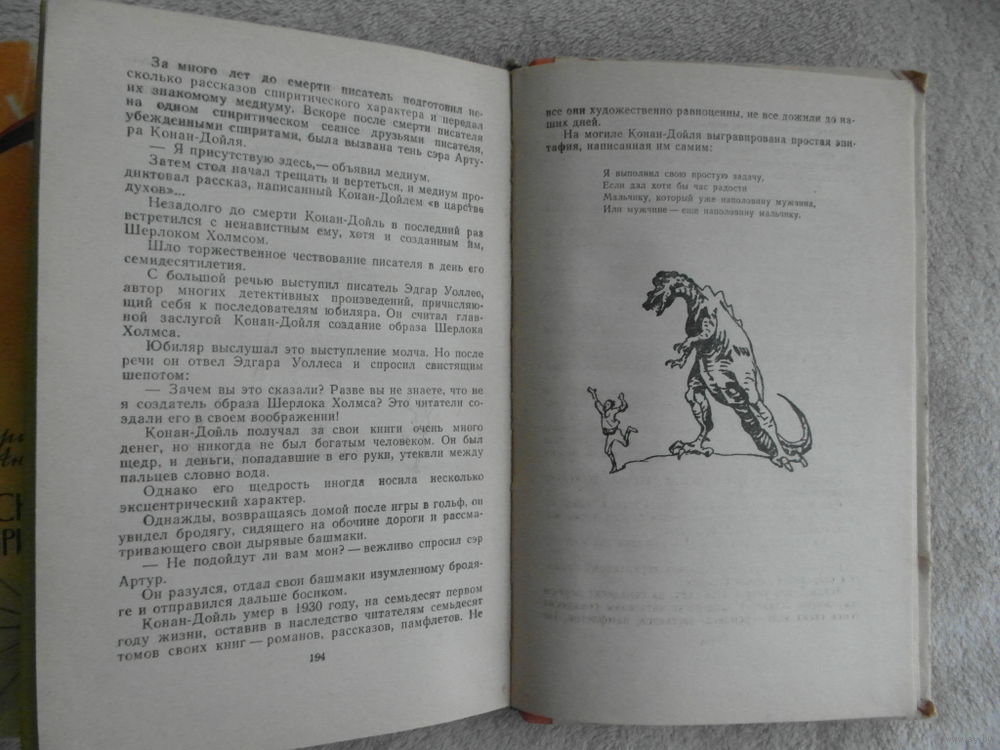 За много лет до смерти писатель подготовил не-
сколько рассказов спиритического характера и передал
их знакомому медиуму. Вскоре после смерти писателя
на одном спиритическом сеансе друзьями писателя,
убежденными спиритами, была вызвана тень сэра Арту-
ра Конан-Дойля.
— Я присутствую здесь,— объявил медиум.
Затем стол начал трещать и вертеться, и медиум про-
диктовал рассказ, написанный Конан-Дойлем «в царстве
духов»...
Незадолго до смерти Конан-Дойль в последний раз
встретился с ненавистным ему, хотя и созданным им,
Шерлоком Холмсом.
Шло торжественное чествование писателя в день его
семидесятилетия.
С большой речью выступил писатель Эдгар Уоллес,
автор многих детективных произведений, причисляю-
щий себя к последователям юбиляра. Он считал глав-
ной заслугой Конан-Дойля создание образа Шерлока
Холмса.
Юбиляр выслушал это выступление молча. Но после
речи он отвел Эдгара Уоллеса и спросил свистящим
шепотом:
— Зачем вы это сказали? Разве вы не знаете, что не
я создатель образа Шерлока Холмса? Это читатели со-
здали его в своем воображении!
Конан-Дойль получал за свои книги очень много
денег, но никогда не был богатым человеком. Он был
щедр, и деньги, попадавшие в его руки, утекли между
пальцев словно вода.
Однако его щедрость иногда носила несколько
эксцентрический характер.
Однажды, возвращаясь домой после игры в гольф, он
увидел бродягу, сидящего на обочине дороги и рассма-
тривающего свои дырявые башмаки.
— Не подойдут ли вам мои? — вежливо спросил сэр
Артур.
Он разулся, отдал свои башмаки изумленному бродя-
ге и отправился дальше босиком.
Конан-Дойль умер в 1930 году, на семьдесят первом
году жизни, оставив в наследство читателям семьдесят
томов своих книг — романов, рассказов, памфлетов. Не
194
все они художественно равноценны, не все дожили до на-
ших дней.
На могиле Конан-Дойля выгравирована простая эпи-
тафия, написанная им самим:
Я выполнил свою простую задачу,
Если дал хотя бы час радости
Мальчику, который уже наполовину мужчина,
Или мужчине — еще наполовину мальчику.